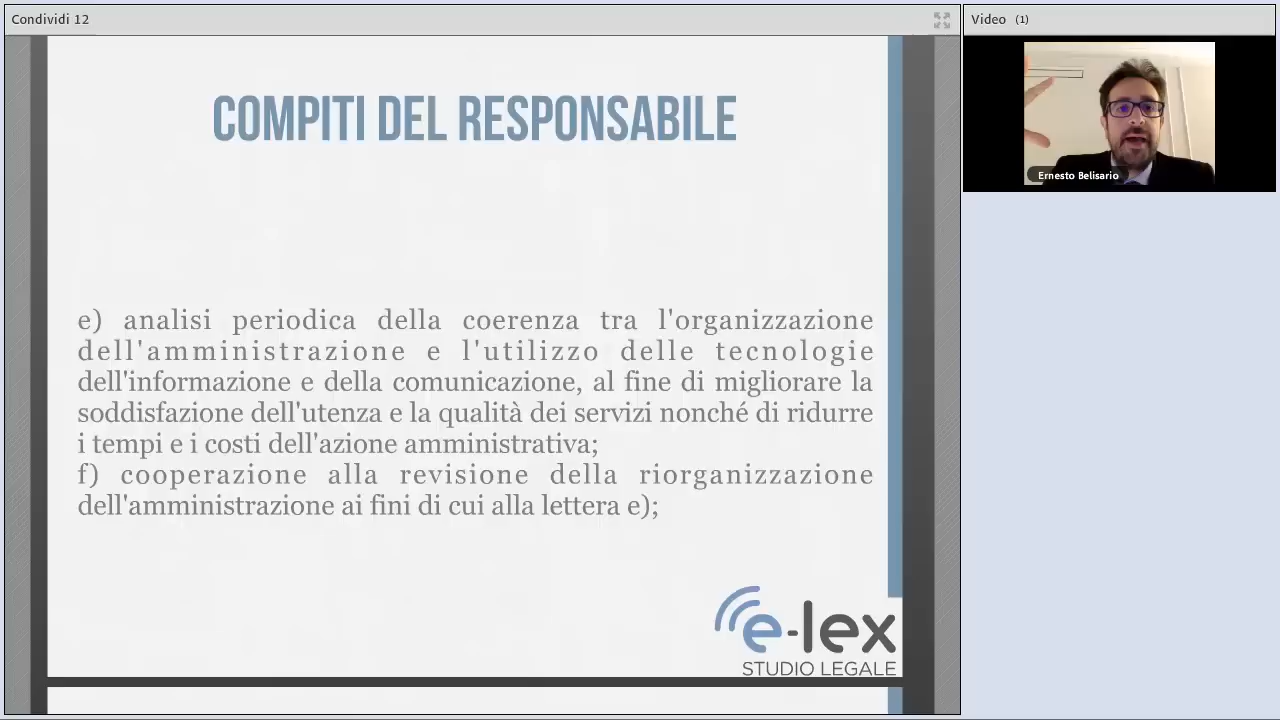 Condividi 12
Video (1)
COMPITI DEL RESPONSABILE
Ernesto Belisario
e) analisi periodica della coerenza tra l'organizzazione
dell'amministrazione e l'utilizzo delle tecnologie
dell'informazione e della comunicazione, al fine di migliorare la
soddisfazione dell'utenza e la qualità dei servizi nonché di ridurre
i tempi e i costi dell'azione amministrativa;
f) cooperazione alla revisione della riorganizzazione
dell'amministrazione ai fini di cui alla lettera e);
e-lex
STUDIO LEGALE